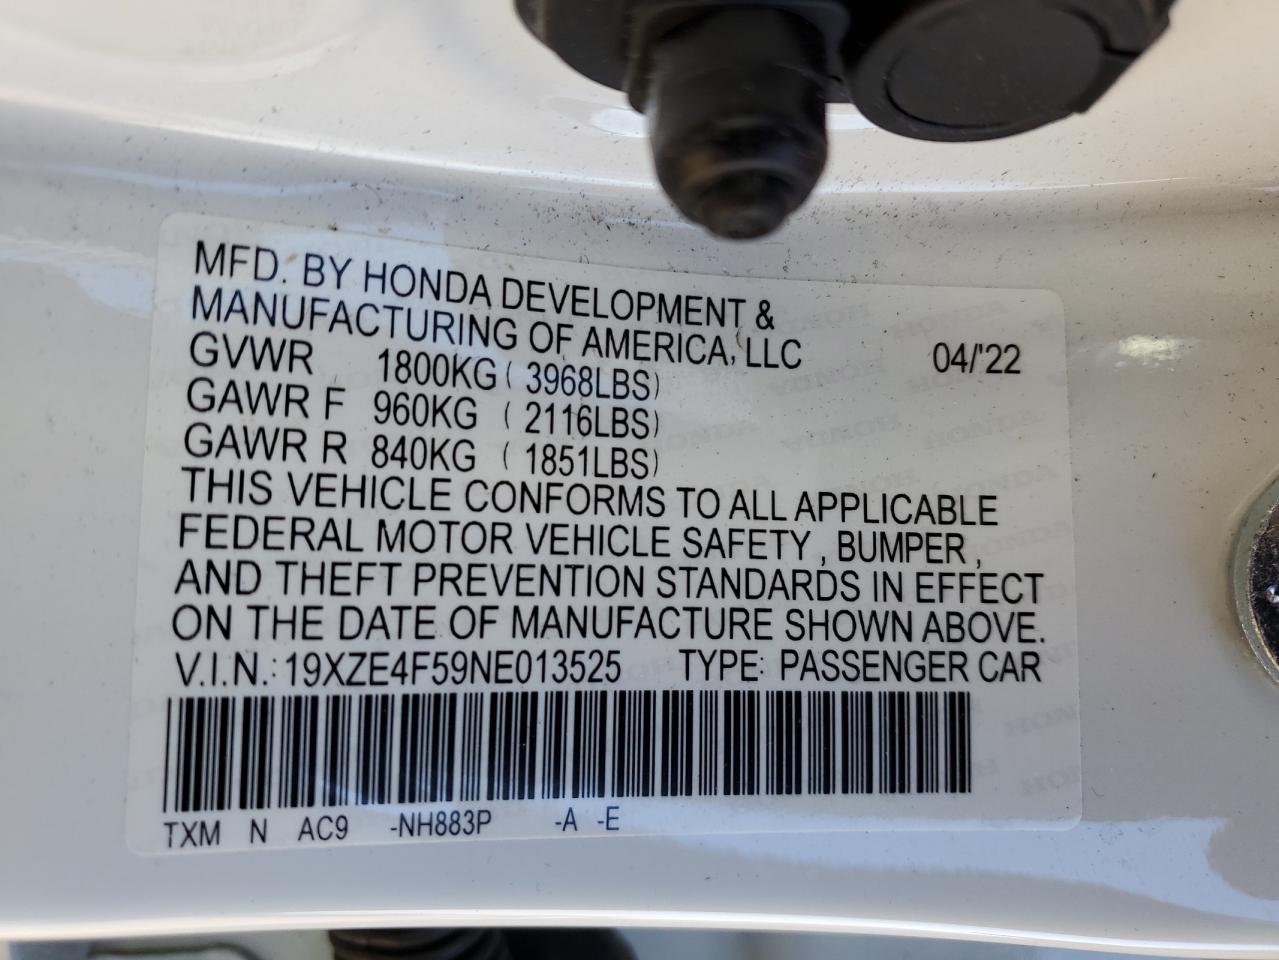 MFD. BY HONDA DEVELOPMENT &
MANUFACTURING OF AMERICA, LLC 04/'22
GVWR 1800KG ( 3968LBS)
GAWR F 960KG ( 2116LBS)
GAWR R 840KG ( 1851LBS)
THIS VEHICLE CONFORMS TO ALL APPLICABLE
FEDERAL MOTOR VEHICLE SAFETY , BUMPER ,
AND THEFT PREVENTION STANDARDS IN EFFECT
ON THE DATE OF MANUFACTURE SHOWN ABOVE.
V.I.N.: 19XZE4F59NE013525 TYPE: PASSENGER CAR
TXM N AC9 -NH883P -A -E